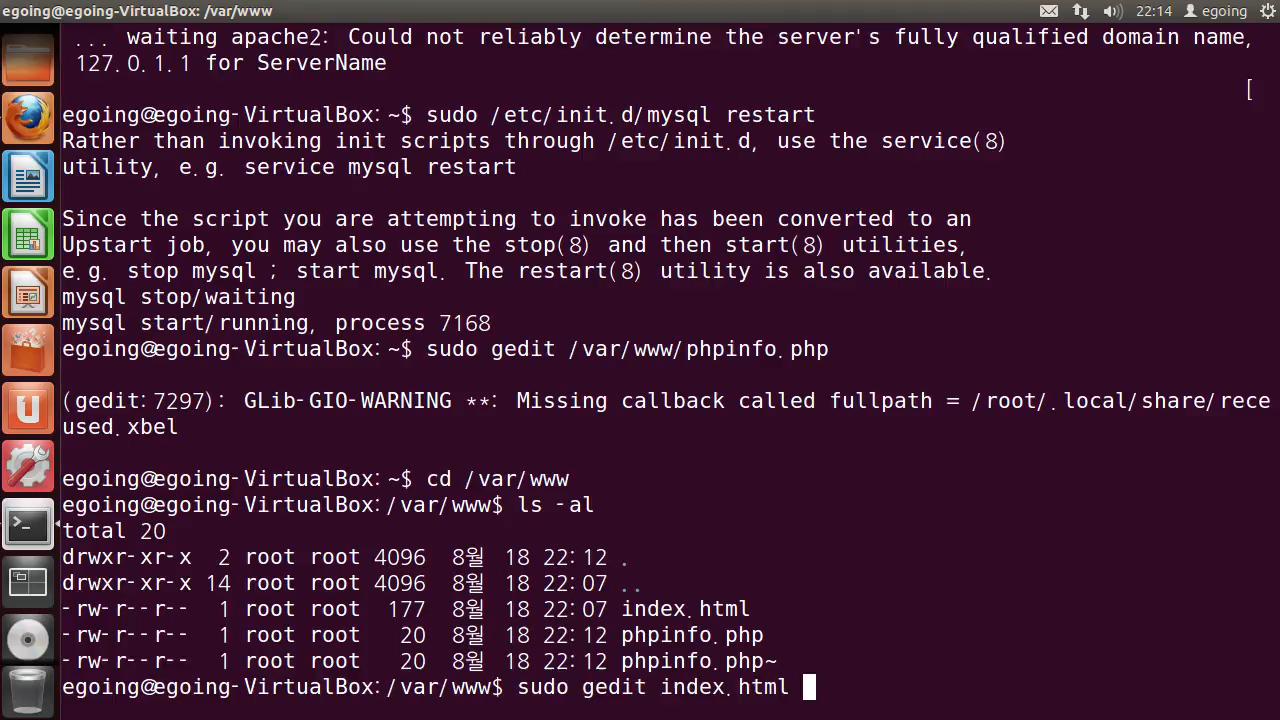 egoing@egoing-VirtualBox: /var/www
22:14
egoing
... waiting apache2: Could not reliably determine the server's fully qualified domain name,
127.0.1.1 for ServerName
[
egoing@egoing-VirtualBox:~$ sudo /etc/init.d/mysql restart
Rather than invoking init scripts through /etc/init.d, use the service(8)
utility, e.g. service mysql restart
Since the script you are attempting to invoke has been converted to an
Upstart job, you may also use the stop(8) and then start(8) utilities,
e.g. stop mysql ; start mysql. The restart(8) utility is also available.
mysql stop/waiting
mysql start/running, process 7168
egoing@egoing-VirtualBox:~$ sudo gedit /var/www/phpinfo.php
(gedit:7297): GLib-GIO-WARNING **: Missing callback called fullpath = /root/.local/share/rece
used.xbel
egoing@egoing-VirtualBox:~$ cd /var/www
egoing@egoing-VirtualBox:/var/www$ ls -al
total 20
drwxr-xr-x  2 root root 4096  8월 18 22:12 .
drwxr-xr-x 14 root root 4096  8월 18 22:07 ..
-rw-r--r--  1 root root  177  8월 18 22:07 index.html
-rw-r--r--  1 root root   20  8월 18 22:12 phpinfo.php
-rw-r--r--  1 root root   20  8월 18 22:12 phpinfo.php~
egoing@egoing-VirtualBox:/var/www$ sudo gedit index.html